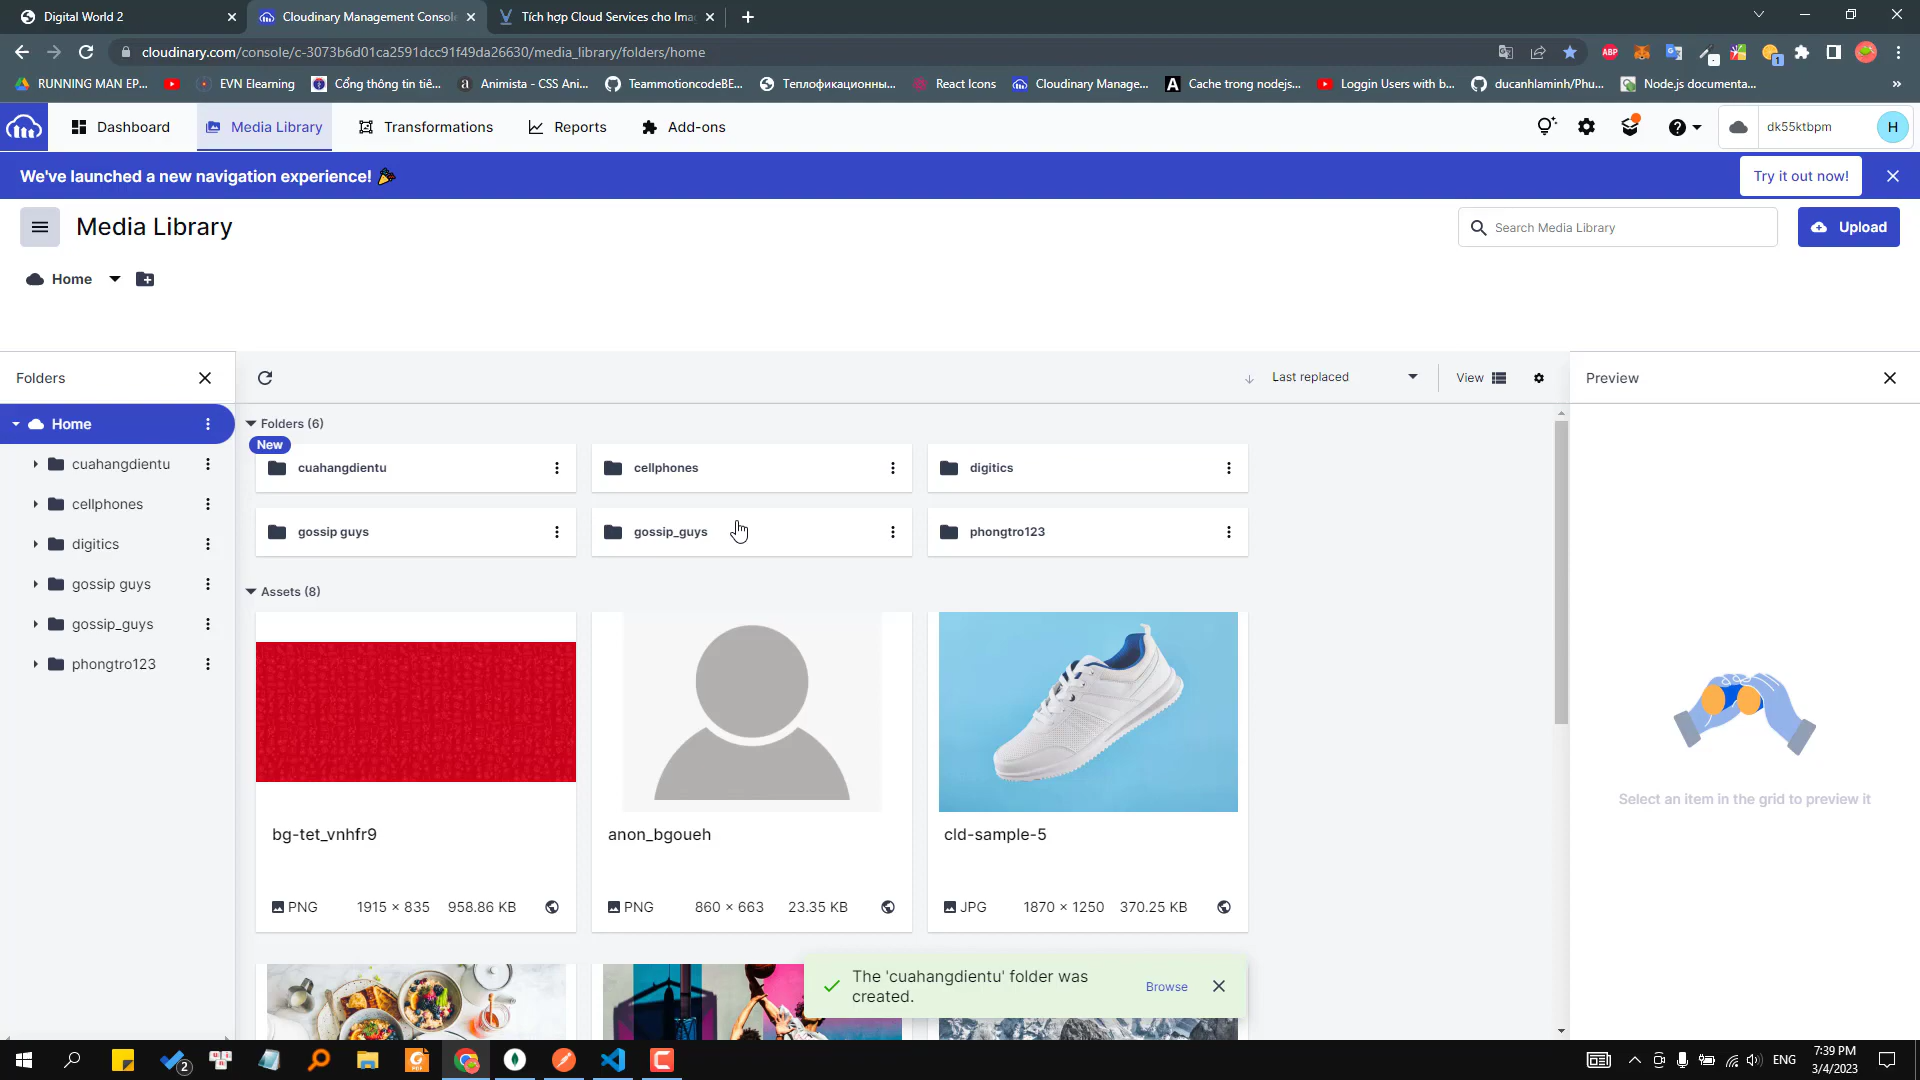 Digital World 2
Cloudinary Management Console
Tích hợp Cloud Services cho Ima
cloudinary.com/console/c-3073b6d01ca2591dcc91f49da26630/media_library/folders/home
RUNNING MAN EP...
EVN Elearning
Cổng thông tin tiê...
Animista - CSS Ani...
TeammotioncodeBE...
Теплофикационны...
React Icons
Cloudinary Manage...
Cache trong nodejs...
Loggin Users with b...
ducanhlaminh/Phu...
Node.js documenta...
Dashboard
Media Library
Transformations
Reports
Add-ons
dk55ktbpm
H
We've launched a new navigation experience!
Try it out now!
Media Library
Search Media Library
Upload
Home
Folders
Last replaced
View
Preview
Home
cuahangdientu
cellphones
digitics
gossip guys
gossip_guys
phongtro123
Folders (6)
New
cuahangdientu
cellphones
digitics
gossip guys
gossip_guys
phongtro123
Assets (8)
bg-tet_vnhfr9
PNG 1915 × 835 958.86 KB
anon_bgoueh
PNG 860 × 663 23.35 KB
cld-sample-5
JPG 1870 × 1250 370.25 KB
Select an item in the grid to preview it
The 'cuahangdientu' folder was
created.
Browse
2
ENG
7:39 PM
3/4/2023